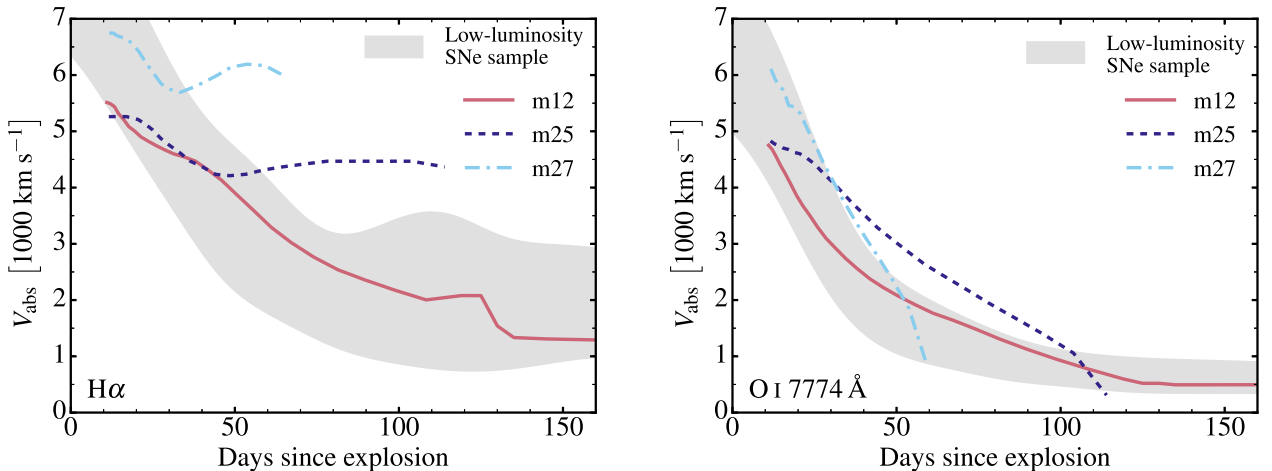 7
6
5
4
3
2
1
0
V_abs [1000 km s⁻¹]
Low-luminosity
SNe sample
m12
m25
m27
Hα
0 50 100 150
Days since explosion
7
6
5
4
3
2
1
0
V_abs [1000 km s⁻¹]
Low-luminosity
SNe sample
m12
m25
m27
O I 7774 Å
0 50 100 150
Days since explosion